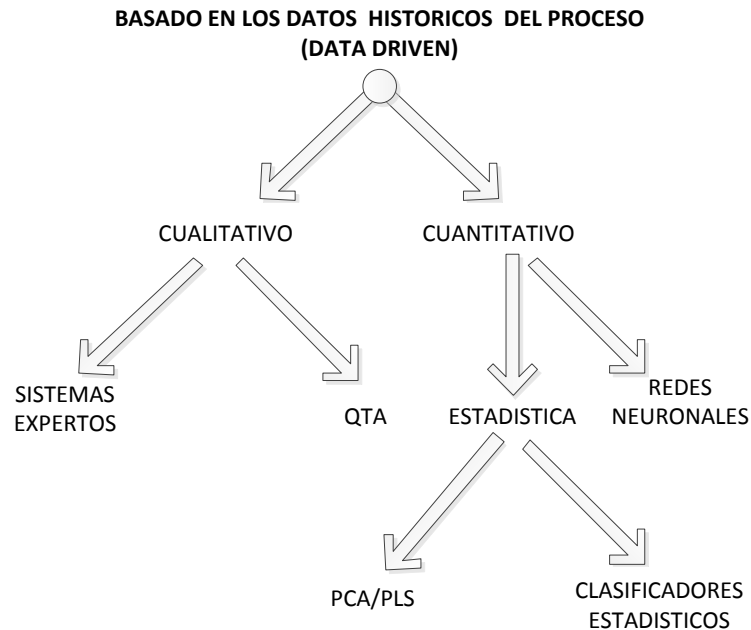 BASADO EN LOS DATOS HISTORICOS DEL PROCESO
(DATA DRIVEN)
CUALITATIVO
CUANTITATIVO
SISTEMAS
EXPERTOS
QTA
ESTADISTICA
REDES
NEURONALES
PCA/PLS
CLASIFICADORES
ESTADISTICOS